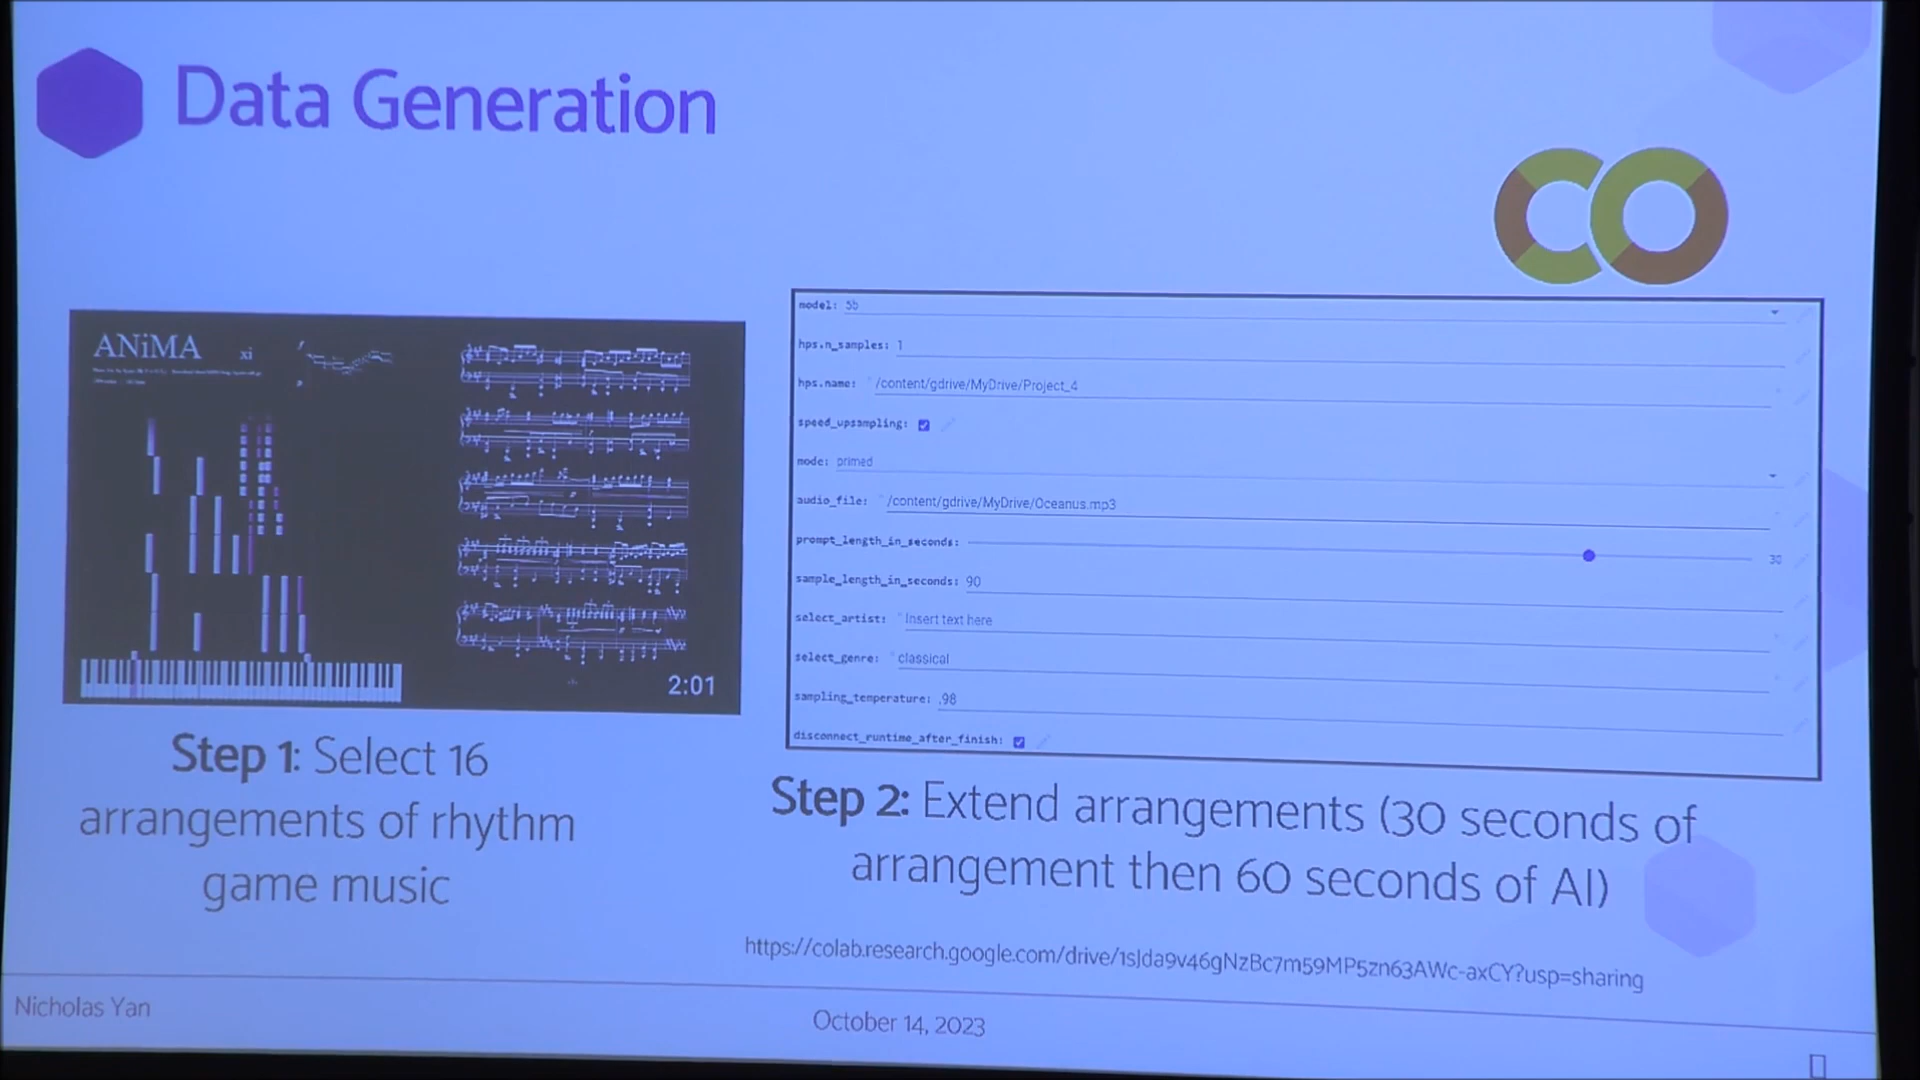 Data Generation
CO
ANiMA xi
2:01
model: 5b
hps.n_samples: 1
hps.name: /content/gdrive/MyDrive/Project_4
speed_upsampling:
mode: primed
audio_file: /content/gdrive/MyDrive/Oceanus.mp3
prompt_length_in_seconds: 30
sample_length_in_seconds: 90
select_artist: Insert text here
select_genre: classical
sampling_temperature: .98
disconnect_runtime_after_finish:
Step 1: Select 16
arrangements of rhythm
game music
Step 2: Extend arrangements (30 seconds of
arrangement then 60 seconds of AI)
https://colab.research.google.com/drive/1sJda9v46gNzBc7m59MP5zn63AWc-axCY?usp=sharing
Nicholas Yan
October 14, 2023